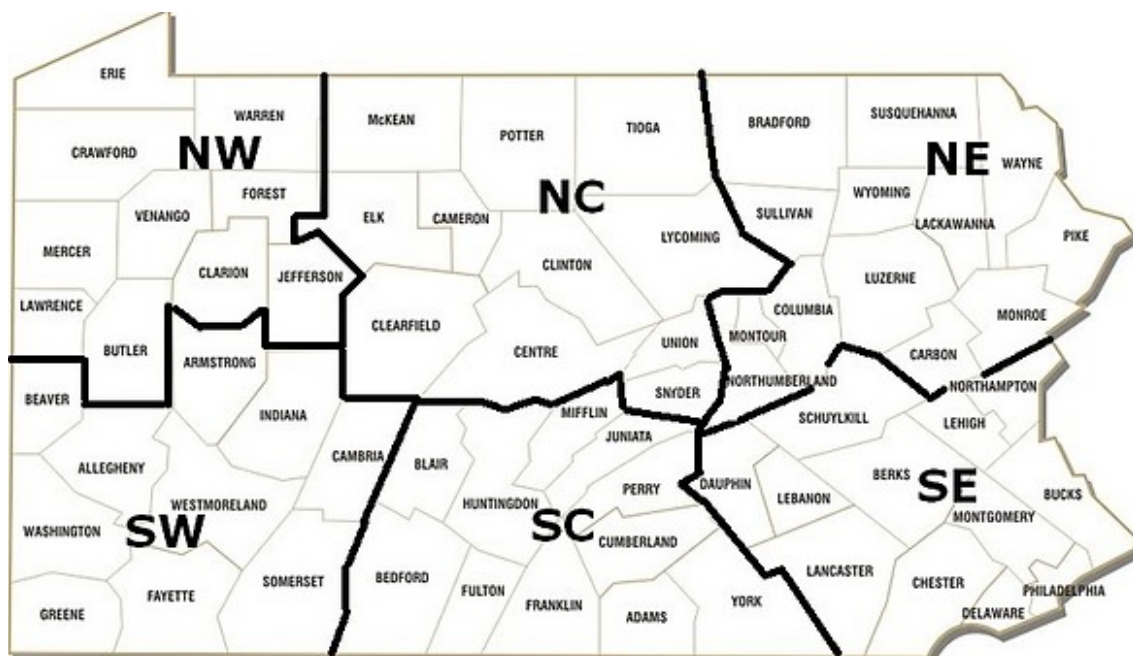 ERIE
WARREN
McKEAN
POTTER
TIOGA
BRADFORD
SUSQUEHANNA
WAYNE
CRAWFORD
NW
FOREST
NC
NE
WYOMING
LACKAWANNA
PIKE
VENANGO
ELK
CAMERON
LYCOMING
SULLIVAN
MERCER
CLARION
JEFFERSON
CLINTON
LUZERNE
LAWRENCE
CLEARFIELD
COLUMBIA
MONROE
BUTLER
ARMSTRONG
CENTRE
UNION
MONTOUR
CARBON
BEAVER
INDIANA
SNYDER
NORTHUMBERLAND
NORTHAMPTON
MIFFLIN
SCHUYLKILL
LEHIGH
JUNIATA
ALLEGHENY
CAMBRIA
BLAIR
BERKS
WESTMORELAND
HUNTINGDON
PERRY
DAUPHIN
LEBANON
SE
BUCKS
WASHINGTON
SW
SC
MONTGOMERY
CUMBERLAND
GREENE
FAYETTE
SOMERSET
BEDFORD
FULTON
FRANKLIN
ADAMS
YORK
LANCASTER
CHESTER
DELAWARE
PHILADELPHIA